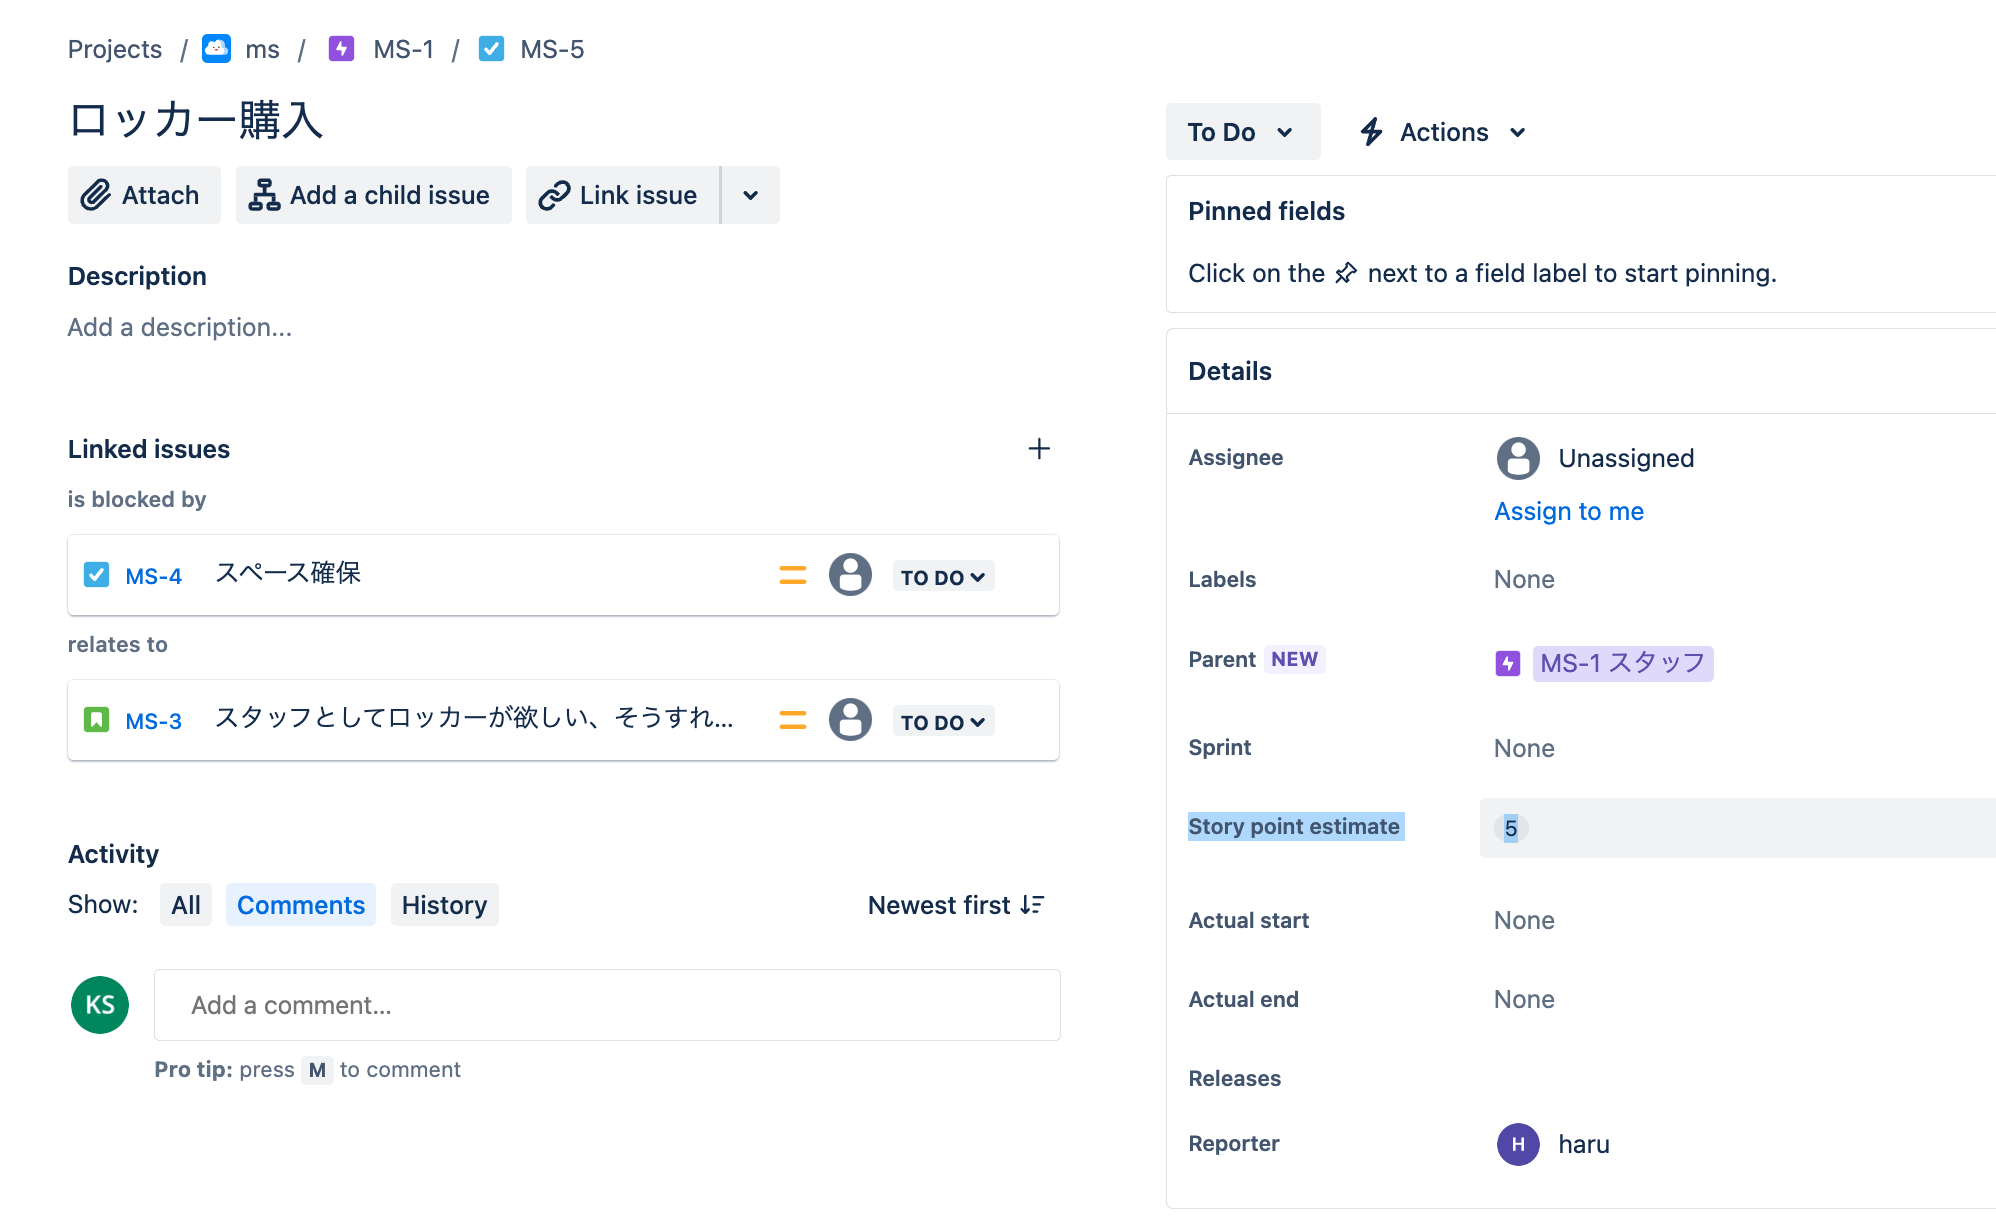 Projects / ms / MS-1 / MS-5
ロッカー購入
Attach Add a child issue Link issue
Description
Add a description...
Linked issues
is blocked by
MS-4 スペース確保 TO DO
relates to
MS-3 スタッフとしてロッカーが欲しい、そうすれ... TO DO
Activity
Show: All Comments History Newest first
KS Add a comment...
Pro tip: press M to comment
To Do Actions
Pinned fields
Click on the next to a field label to start pinning.
Details
Assignee Unassigned
Assign to me
Labels None
Parent NEW MS-1 スタッフ
Sprint None
Story point estimate 5
Actual start None
Actual end None
Releases
Reporter H haru